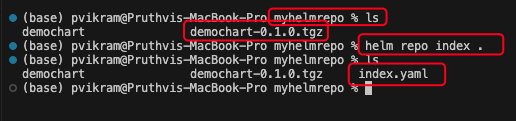 (base) pvikram@Pruthvis-MacBook-Pro myhelmrepo % ls
demochart demochart-0.1.0.tgz
(base) pvikram@Pruthvis-MacBook-Pro myhelmrepo % helm repo index .
(base) pvikram@Pruthvis-MacBook-Pro myhelmrepo % ls
demochart demochart-0.1.0.tgz index.yaml
(base) pvikram@Pruthvis-MacBook-Pro myhelmrepo %